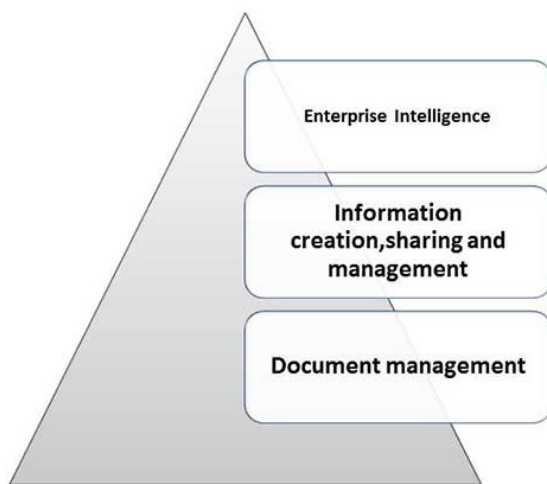 Enterprise Intelligence
Information
creation,sharing and
management
Document management